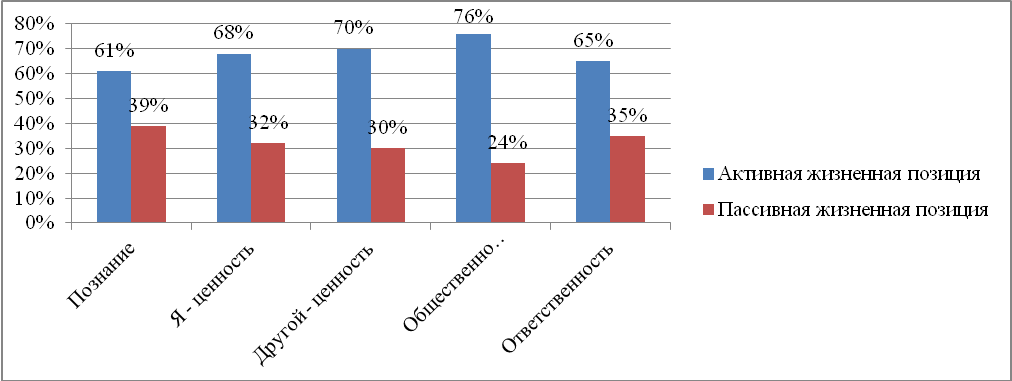 80%
70%
60%
50%
40%
30%
20%
10%
0%
61%
39%
68%
32%
70%
30%
76%
24%
65%
35%
Познание
Я - ценность
Другой - ценность
Общественно…
Ответственность
Активная жизненная позиция
Пассивная жизненная позиция